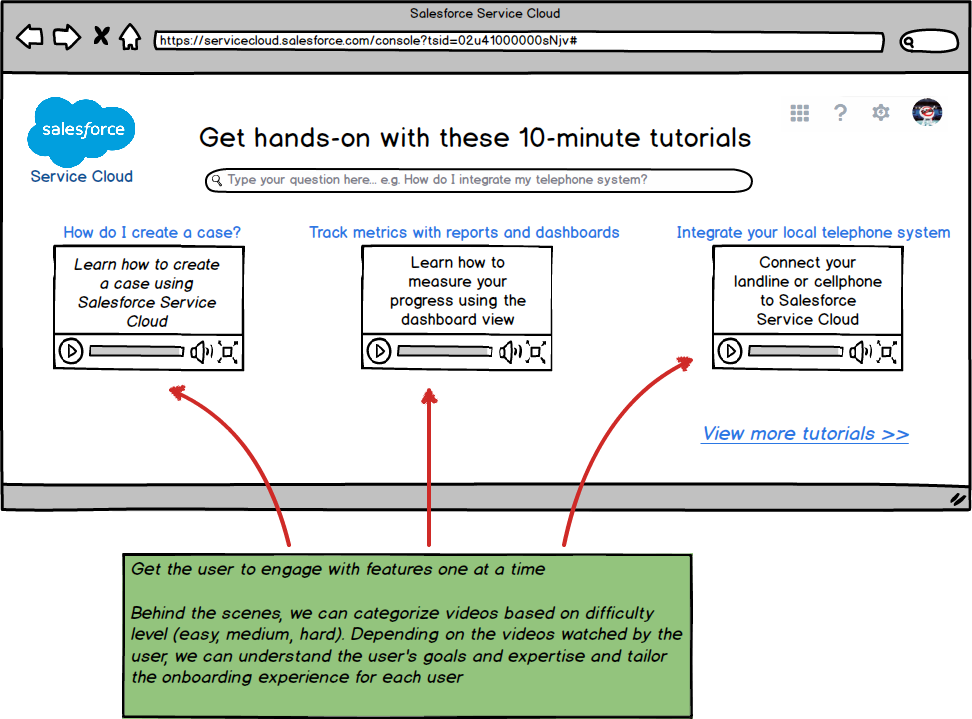 Salesforce Service Cloud
https://servicecloud.salesforce.com/console?tsid=02u41000000sNjv#
salesforce
Service Cloud
Get hands-on with these 10-minute tutorials
?
Type your question here... e.g. How do I integrate my telephone system?
How do I create a case?
Learn how to create
a case using
Salesforce Service
Cloud
Track metrics with reports and dashboards
Learn how to
measure your
progress using the
dashboard view
Integrate your local telephone system
Connect your
landline or cellphone
to Salesforce
Service Cloud
View more tutorials >>
Get the user to engage with features one at a time
Behind the scenes, we can categorize videos based on difficulty
level (easy, medium, hard). Depending on the videos watched by the
user, we can understand the user's goals and expertise and tailor
the onboarding experience for each user